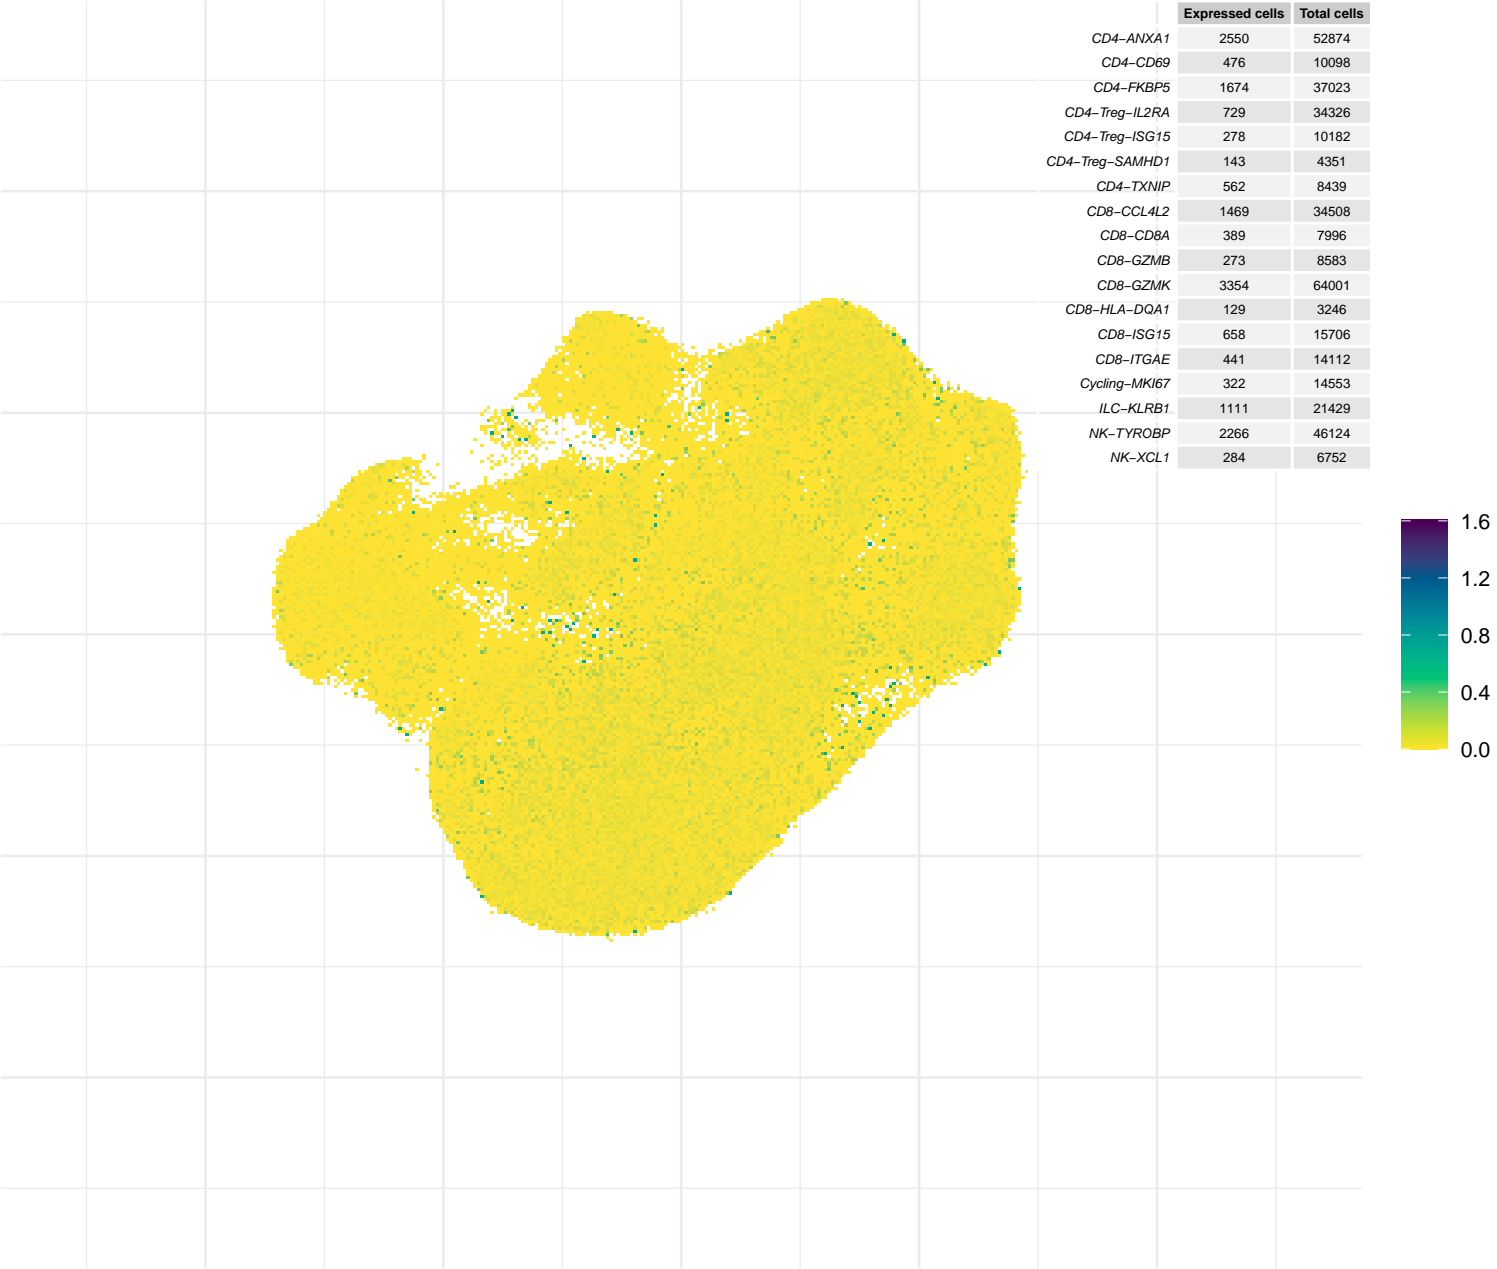 Expressed cells Total cells
CD4−ANXA1 2550 52874
CD4−CD69 476 10098
CD4−FKBP5 1674 37023
CD4−Treg−IL2RA 729 34326
CD4−Treg−ISG15 278 10182
CD4−Treg−SAMHD1 143 4351
CD4−TXNIP 562 8439
CD8−CCL4L2 1469 34508
CD8−CD8A 389 7996
CD8−GZMB 273 8583
CD8−GZMK 3354 64001
CD8−HLA−DQA1 129 3246
CD8−ISG15 658 15706
CD8−ITGAE 441 14112
Cycling−MKI67 322 14553
ILC−KLRB1 1111 21429
NK−TYROBP 2266 46124
NK−XCL1 284 6752
1.6
1.2
0.8
0.4
0.0